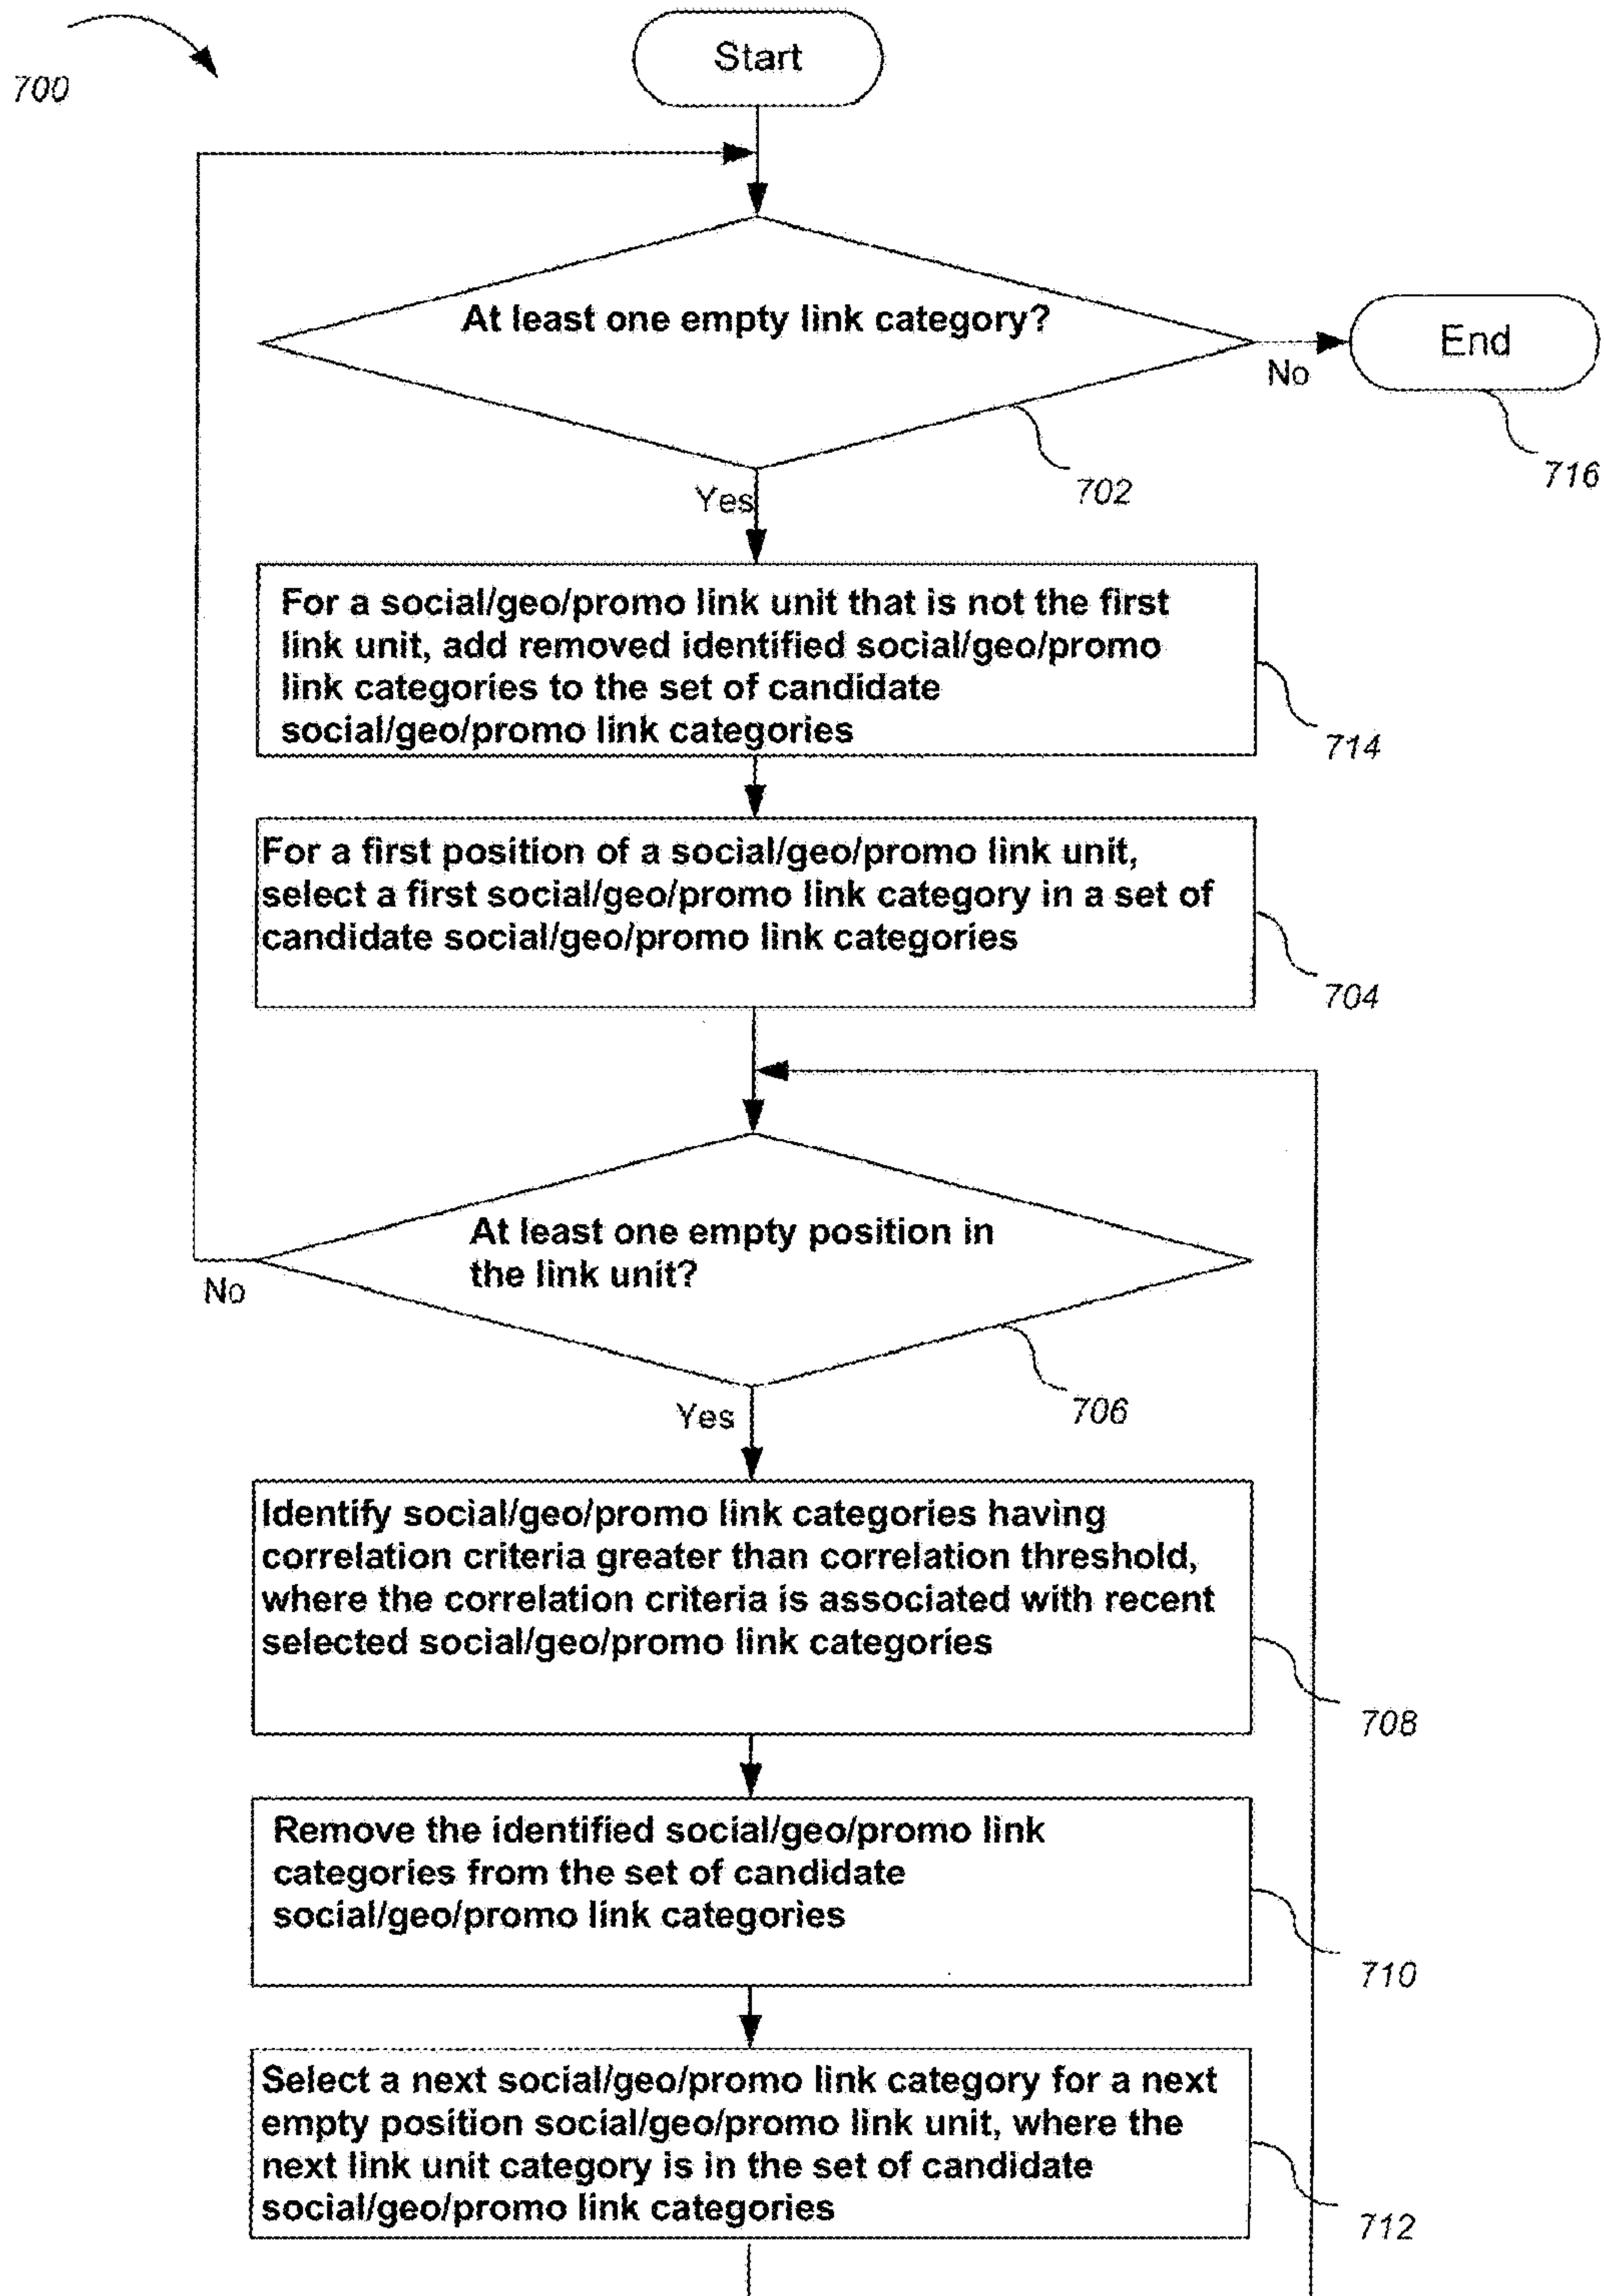 700
Start
At least one empty link category?
No
End
716
702
Yes
For a social/geo/promo link unit that is not the first
link unit, add removed identified social/geo/promo
link categories to the set of candidate
social/geo/promo link categories
714
For a first position of a social/geo/promo link unit,
select a first social/geo/promo link category in a set of
candidate social/geo/promo link categories
704
At least one empty position in
the link unit?
No
706
Yes
Identify social/geo/promo link categories having
correlation criteria greater than correlation threshold,
where the correlation criteria is associated with recent
selected social/geo/promo link categories
708
Remove the identified social/geo/promo link
categories from the set of candidate
social/geo/promo link categories
710
Select a next social/geo/promo link category for a next
empty position social/geo/promo link unit, where the
next link unit category is in the set of candidate
social/geo/promo link categories
712